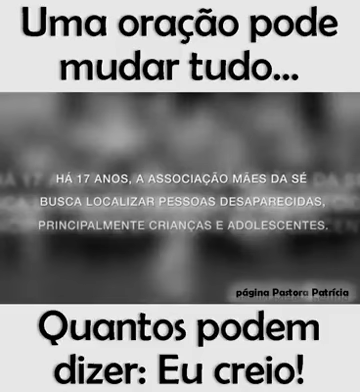 Uma oração pode
mudar tudo...
HÁ 17 ANOS, A ASSOCIAÇÃO MÃES DA SÉ
BUSCA LOCALIZAR PESSOAS DESAPARECIDAS,
PRINCIPALMENTE CRIANÇAS E ADOLESCENTES.
página Pastora Patrícia
Quantos podem
dizer: Eu creio!